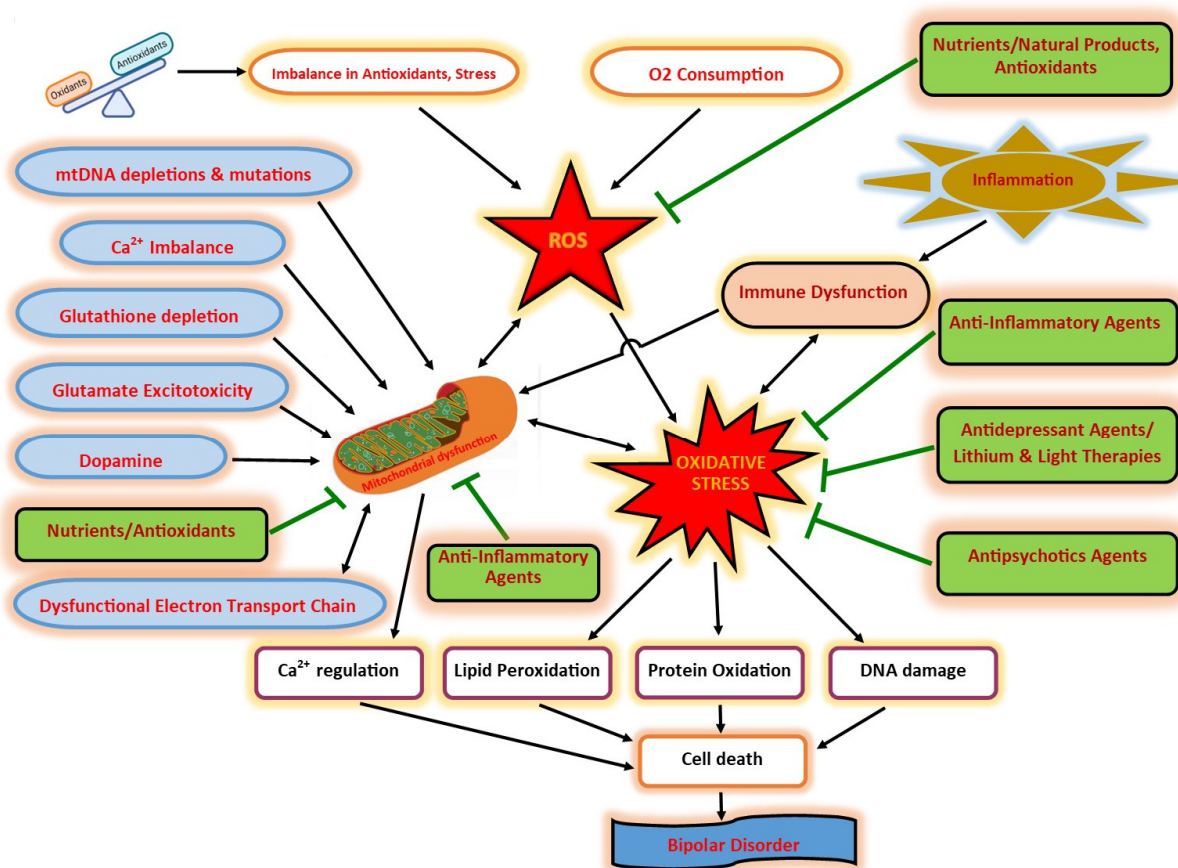 Antioxidants
Oxidants
Imbalance in Antioxidants, Stress
O2 Consumption
Nutrients/Natural Products,
Antioxidants
mtDNA depletions & mutations
Inflammation
Ca²⁺ Imbalance
ROS
Immune Dysfunction
Glutathione depletion
Anti-Inflammatory Agents
Glutamate Excitotoxicity
Dopamine
Mitochondrial dysfunction
OXIDATIVE
STRESS
Antidepressant Agents/
Lithium & Light Therapies
Nutrients/Antioxidants
Anti-Inflammatory
Agents
Antipsychotics Agents
Dysfunctional Electron Transport Chain
Ca²⁺ regulation
Lipid Peroxidation
Protein Oxidation
DNA damage
Cell death
Bipolar Disorder